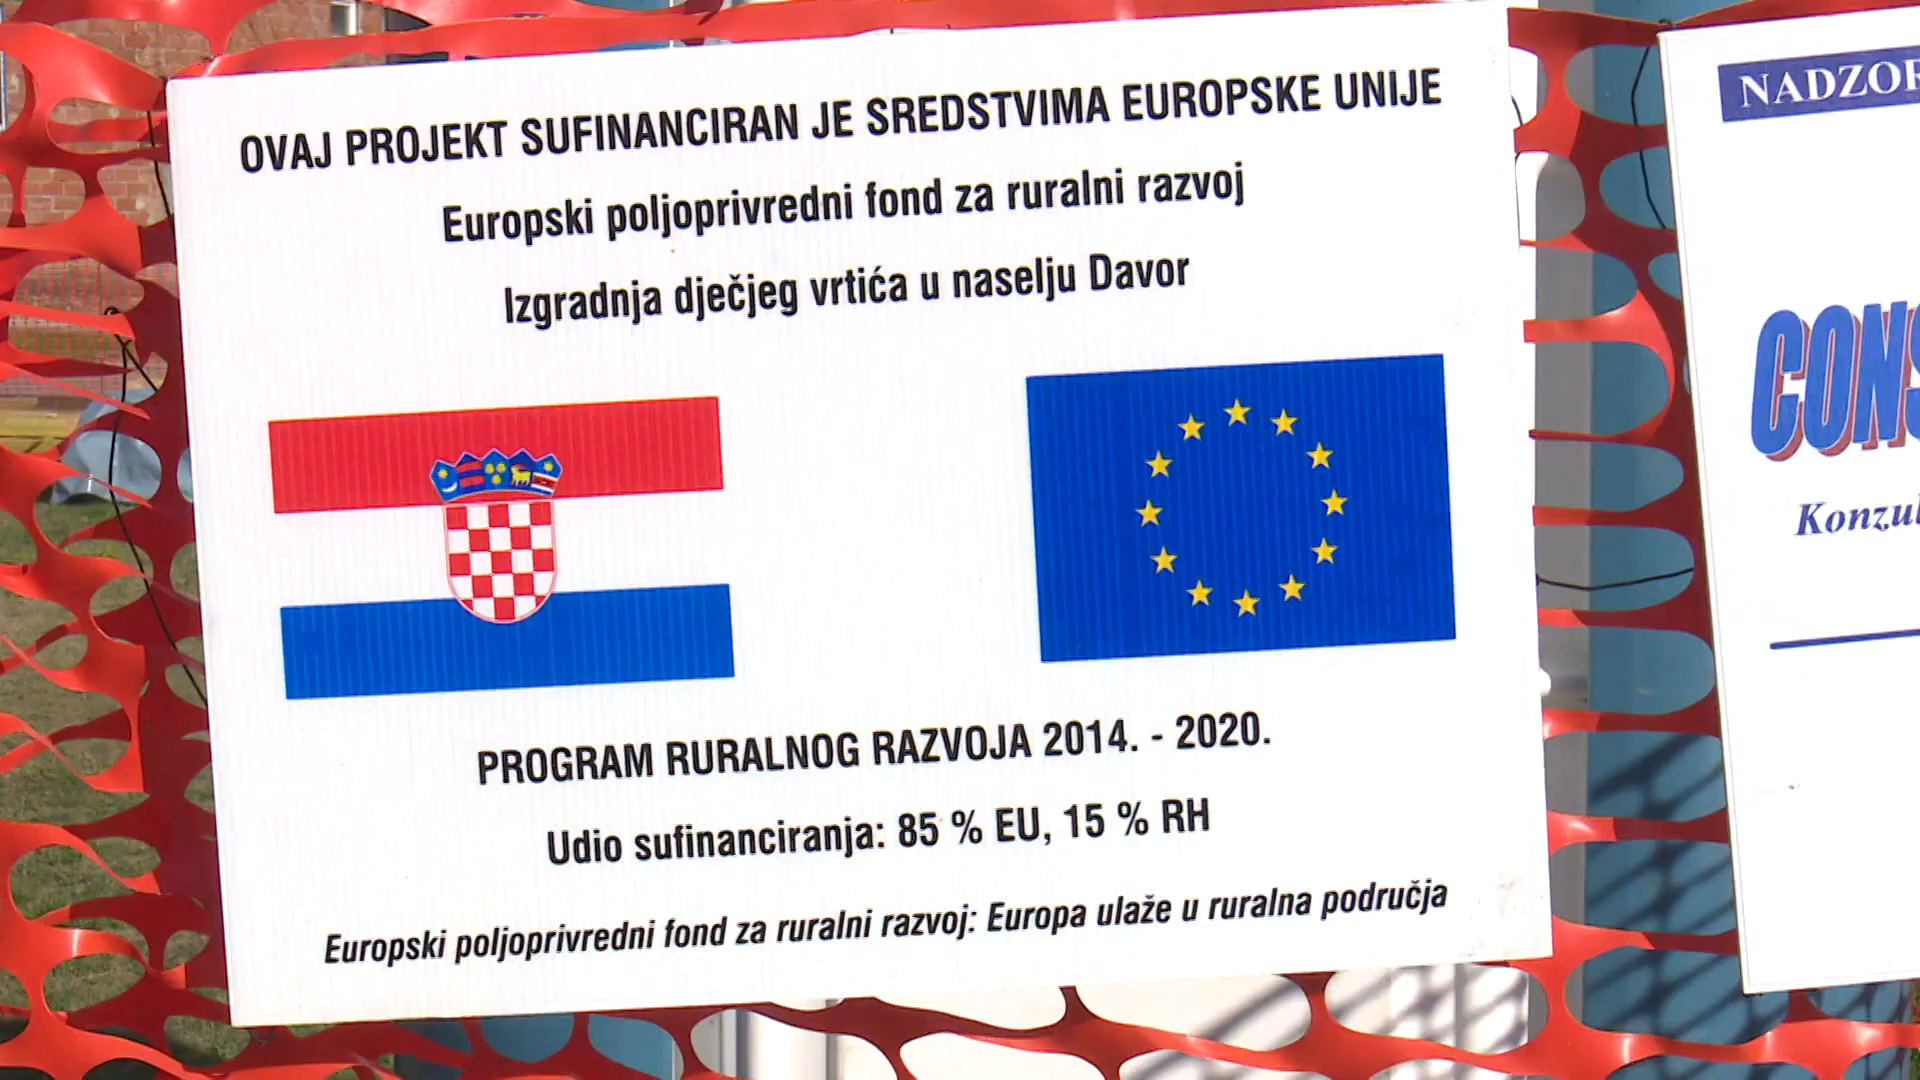 OVAJ PROJEKT SUFINANCIRAN JE SREDSTVIMA EUROPSKE UNIJE
Europski poljoprivredni fond za ruralni razvoj
Izgradnja dječjeg vrtića u naselju Davor
PROGRAM RURALNOG RAZVOJA 2014. - 2020.
Udio sufinanciranja: 85 % EU, 15 % RH
Europski poljoprivredni fond za ruralni razvoj: Europa ulaže u ruralna područja
NADZOR